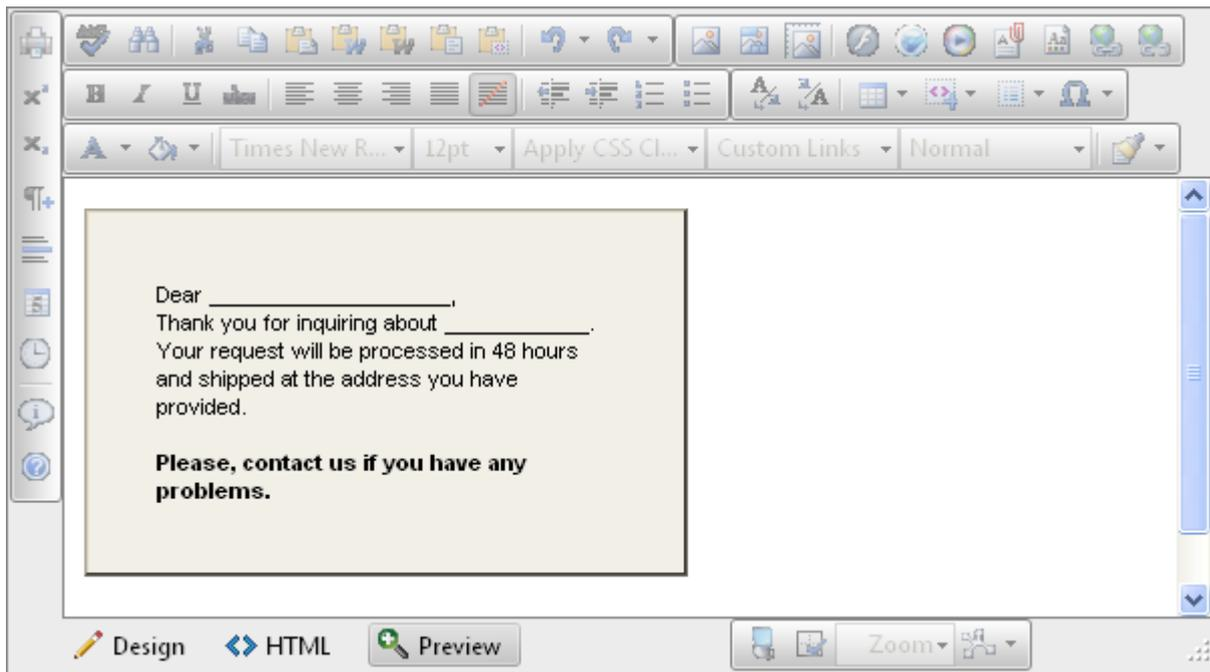 B I U abc
Times New R... 12pt Apply CSS Cl... Custom Links Normal
Dear ____________________,
Thank you for inquiring about ____________.
Your request will be processed in 48 hours
and shipped at the address you have
provided.
Please, contact us if you have any
problems.
Design HTML Preview Zoom